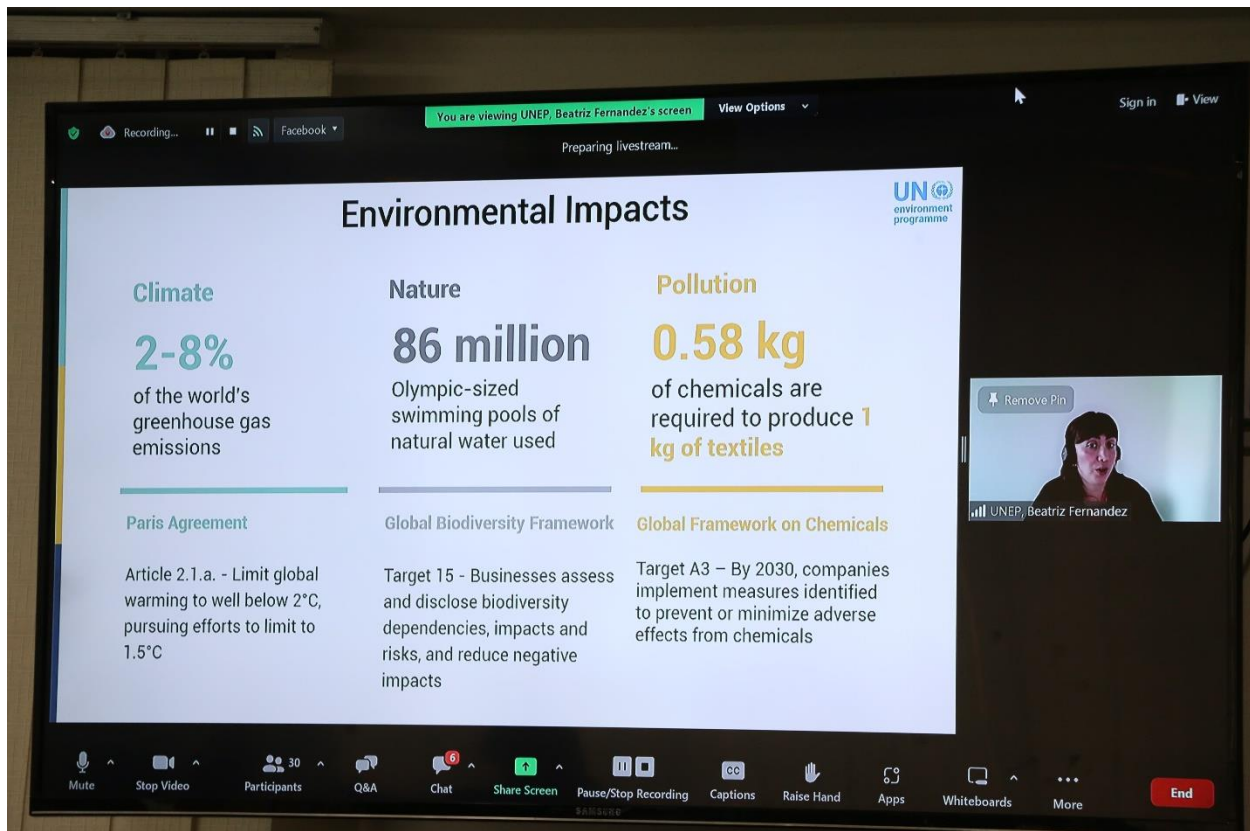 Recording...
Facebook
You are viewing UNEP, Beatriz Fernandez's screen
View Options
Sign in
View
Preparing livestream...
Environmental Impacts
UN
environment
programme
Climate
2-8%
of the world's
greenhouse gas
emissions
Nature
86 million
Olympic-sized
swimming pools of
natural water used
Pollution
0.58 kg
of chemicals are
required to produce 1
kg of textiles
Paris Agreement
Article 2.1.a. - Limit global
warming to well below 2°C,
pursuing efforts to limit to
1.5°C
Global Biodiversity Framework
Target 15 - Businesses assess
and disclose biodiversity
dependencies, impacts and
risks, and reduce negative
impacts
Global Framework on Chemicals
Target A3 – By 2030, companies
implement measures identified
to prevent or minimize adverse
effects from chemicals
Remove Pin
UNEP, Beatriz Fernandez
Mute
Stop Video
30
Participants
Q&A
6
Chat
Share Screen
Pause/Stop Recording
CC
Captions
Raise Hand
Apps
Whiteboards
More
End
SAMSUNG